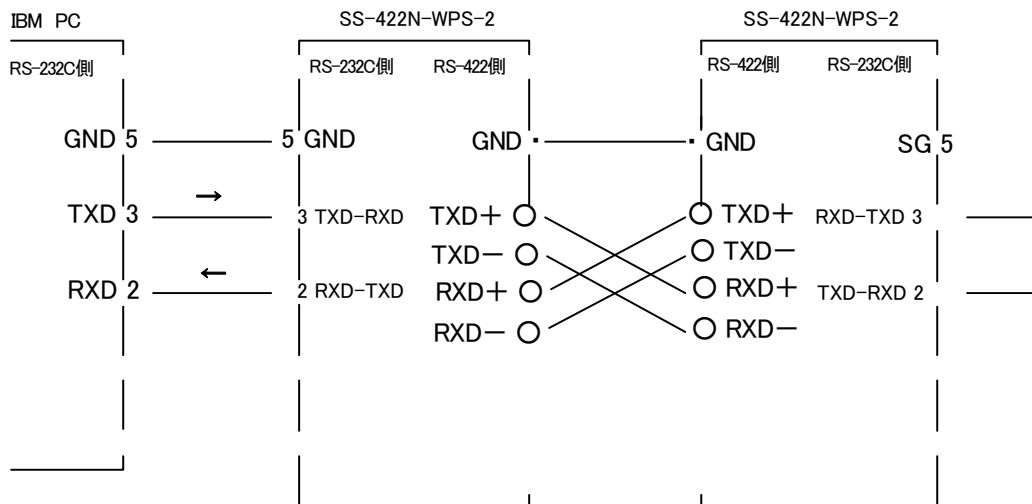 IBM PC SS-422N-WPS-2 SS-422N-WPS-2
RS-232C側 RS-232C側 RS-422側 RS-422側 RS-232C側
GND 5 5 GND GND GND SG 5
→
TXD 3 3 TXD-RXD TXD+ TXD+ RXD-TXD 3
TXD- TXD-
←
RXD 2 2 RXD-TXD RXD+ RXD+ TXD-RXD 2
RXD- RXD-